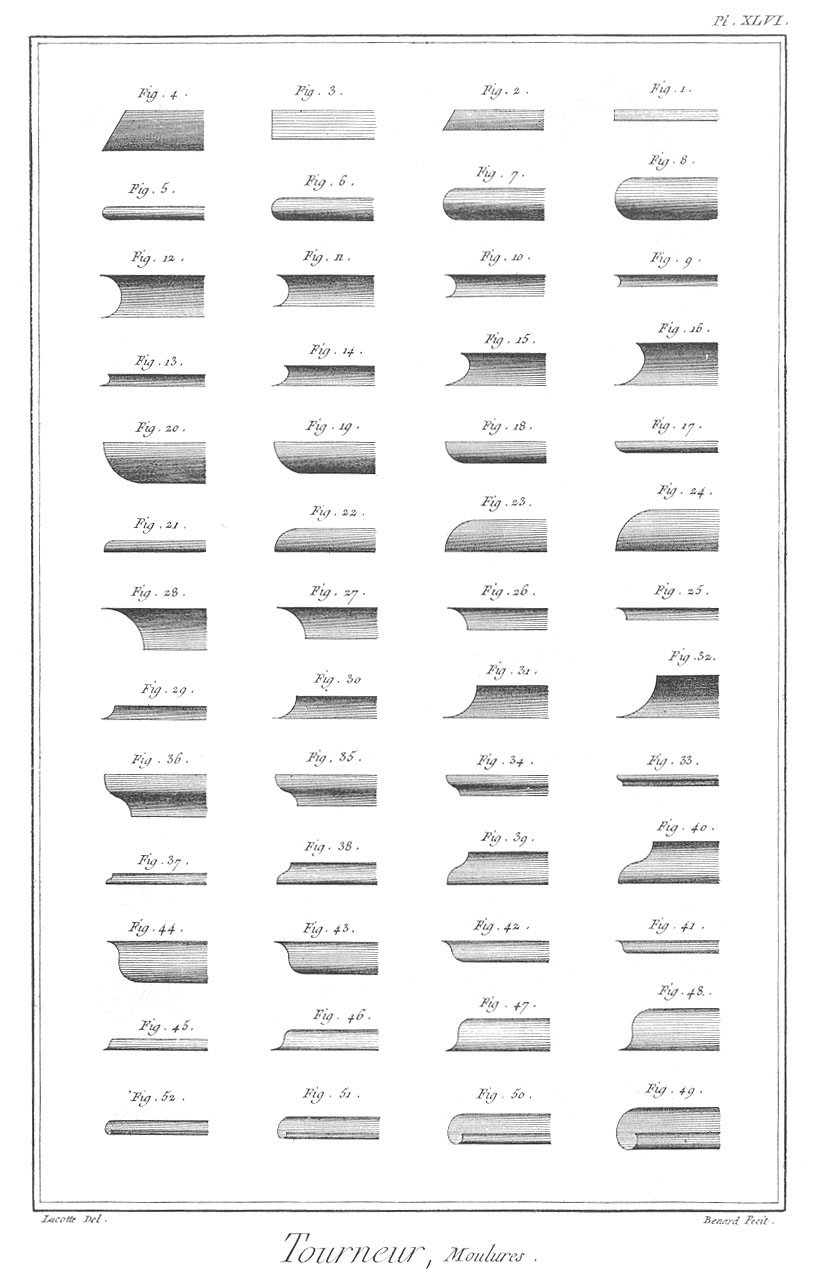 Pl. XLVI.
Fig. 4. Fig. 3. Fig. 2. Fig. 1.
Fig. 5. Fig. 6. Fig. 7. Fig. 8.
Fig. 12. Fig. 11. Fig. 10. Fig. 9.
Fig. 13. Fig. 14. Fig. 15. Fig. 16.
Fig. 20. Fig. 19. Fig. 18. Fig. 17.
Fig. 21. Fig. 22. Fig. 23. Fig. 24.
Fig. 28. Fig. 27. Fig. 26. Fig. 25.
Fig. 29. Fig. 30 Fig. 31. Fig. 32.
Fig. 36. Fig. 35. Fig. 34. Fig. 33.
Fig. 37. Fig. 38. Fig. 39. Fig. 40.
Fig. 44. Fig. 43. Fig. 42. Fig. 41.
Fig. 45. Fig. 46. Fig. 47. Fig. 48.
Fig. 52. Fig. 51. Fig. 50. Fig. 49.
Lucotte Del. Benard Fecit.
Tourneur, Moulures.